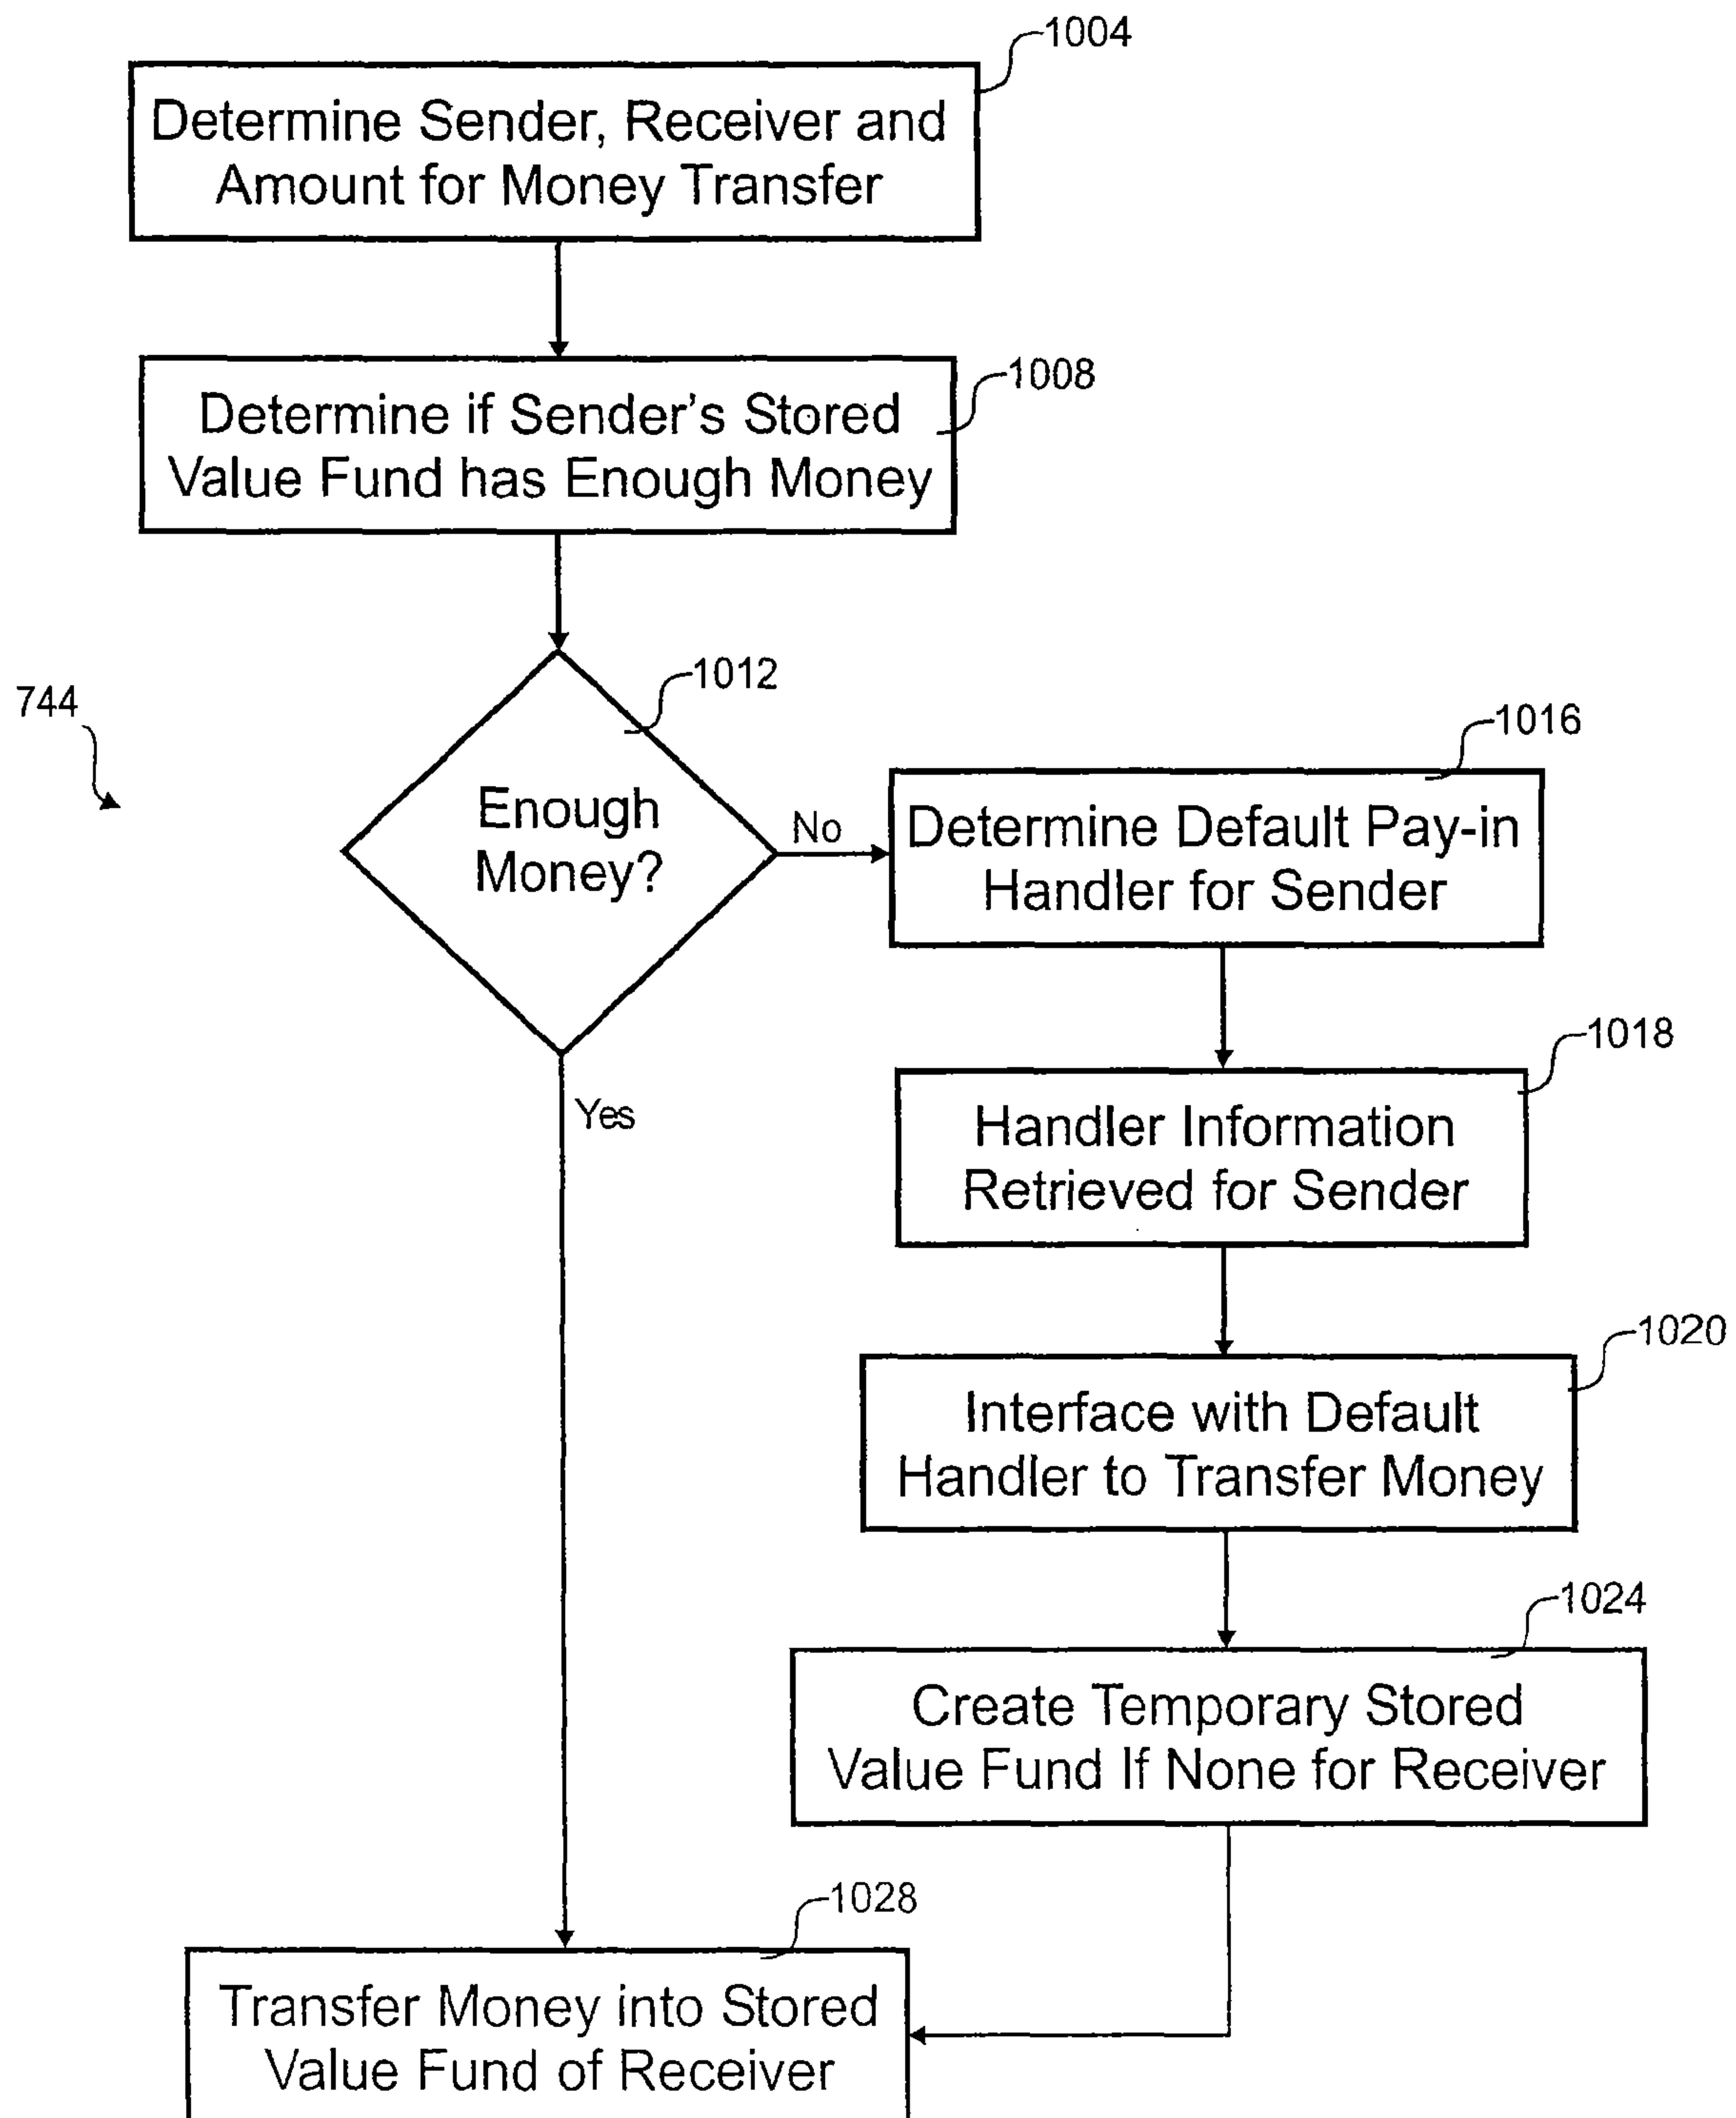 1004
Determine Sender, Receiver and
Amount for Money Transfer
1008
Determine if Sender's Stored
Value Fund has Enough Money
1012
744
Enough
Money?
No
1016
Determine Default Pay-in
Handler for Sender
Yes
1018
Handler Information
Retrieved for Sender
1020
Interface with Default
Handler to Transfer Money
1024
Create Temporary Stored
Value Fund If None for Receiver
1028
Transfer Money into Stored
Value Fund of Receiver